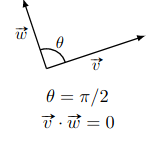 w⃗
θ
v⃗
θ = π/2
v⃗ · w⃗ = 0